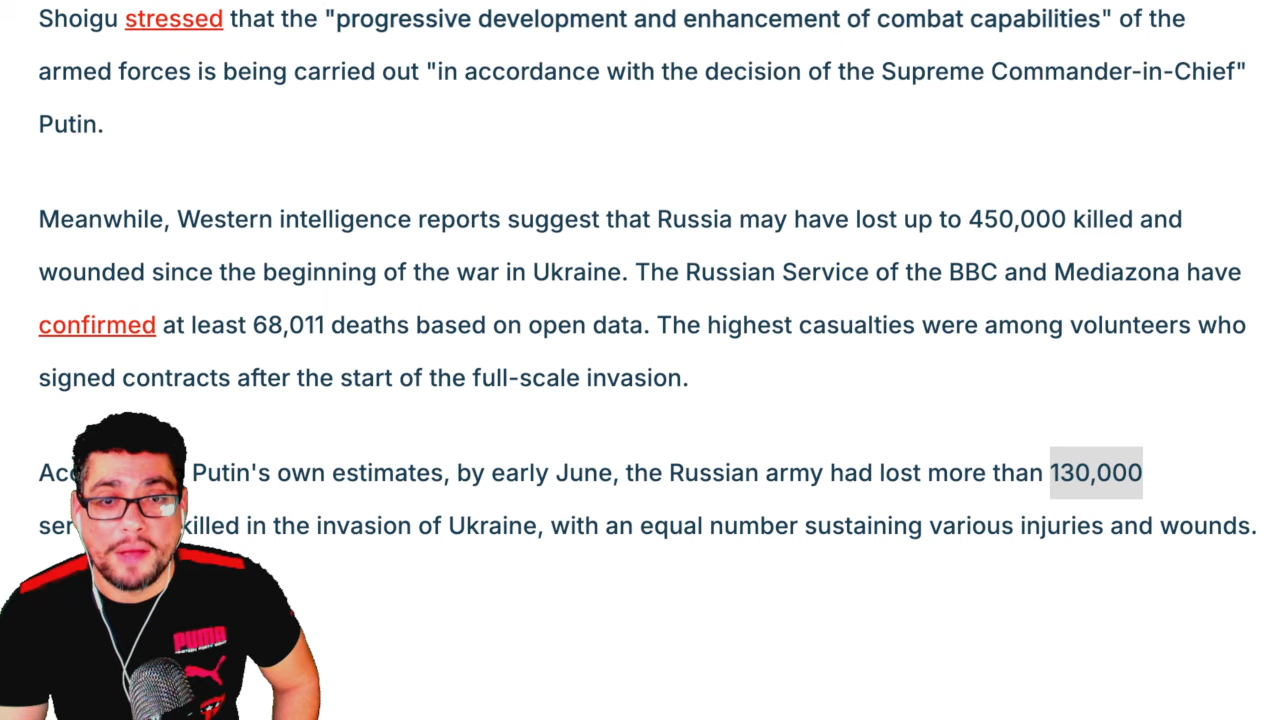 Shoigu stressed that the "progressive development and enhancement of combat capabilities" of the
armed forces is being carried out "in accordance with the decision of the Supreme Commander-in-Chief"
Putin.
Meanwhile, Western intelligence reports suggest that Russia may have lost up to 450,000 killed and
wounded since the beginning of the war in Ukraine. The Russian Service of the BBC and Mediazona have
confirmed at least 68,011 deaths based on open data. The highest casualties were among volunteers who
signed contracts after the start of the full-scale invasion.
Putin's own estimates, by early June, the Russian army had lost more than 130,000
killed in the invasion of Ukraine, with an equal number sustaining various injuries and wounds.
PUMA